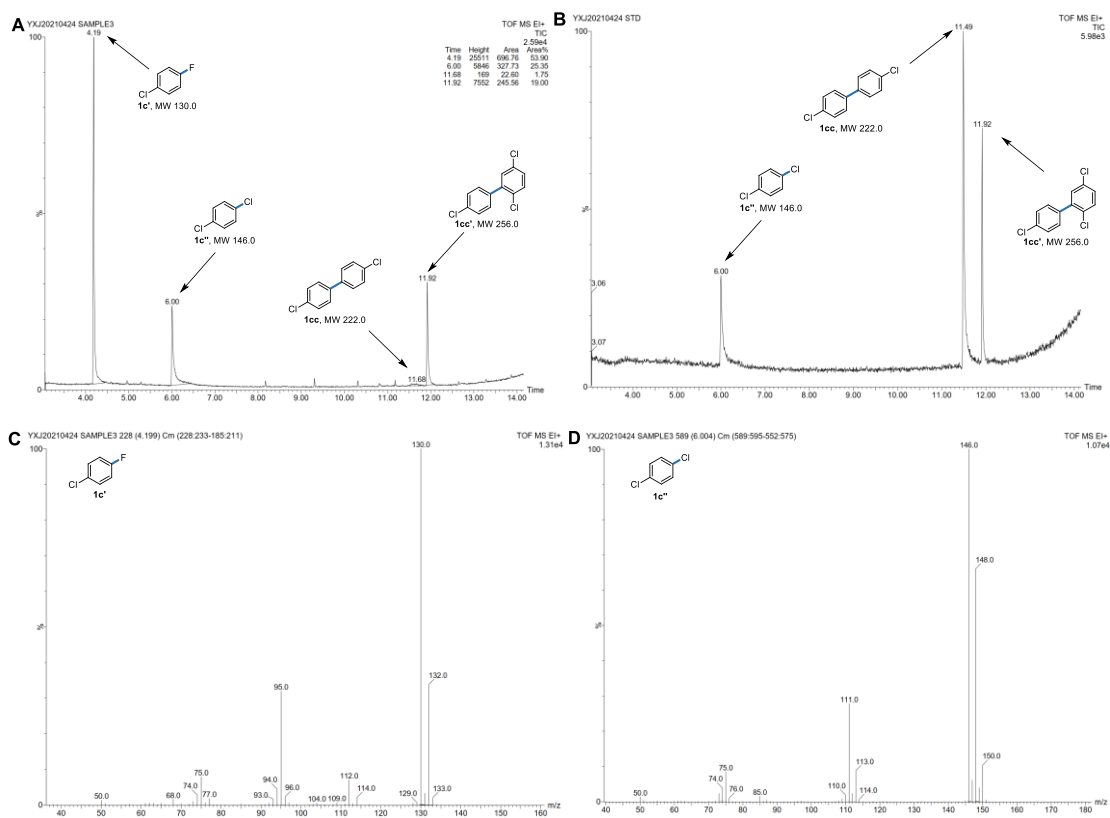 A
YXJ20210424 SAMPLE3
TOF MS EI+
TIC
2.59e4
Time Height Area Area%
4.19 25511 696.76 53.90
6.00 5846 327.73 25.35
11.68 169 22.60 1.75
11.92 7552 245.56 19.00
100
4.19
F
Cl
1c', MW 130.0
%
Cl
Cl
1c'', MW 146.0
6.00
Cl
Cl
1cc, MW 222.0
11.68
Cl
Cl
Cl
1cc', MW 256.0
11.92
0
4.00 5.00 6.00 7.00 8.00 9.00 10.00 11.00 12.00 13.00 14.00
Time
B
YXJ20210424 STD
TOF MS EI+
TIC
5.98e3
100
11.49
Cl
Cl
1cc, MW 222.0
11.92
Cl
Cl
1c'', MW 146.0
6.00
Cl
Cl
Cl
1cc', MW 256.0
%
3.06
3.07
0
4.00 5.00 6.00 7.00 8.00 9.00 10.00 11.00 12.00 13.00 14.00
Time
C
YXJ20210424 SAMPLE3 228 (4.199) Cm (228:233-185:211)
TOF MS EI+
1.31e4
100
130.0
F
Cl
1c'
%
132.0
95.0
75.0
74.0
77.0
68.0
50.0
94.0
93.0
96.0
104.0
109.0
112.0
114.0
129.0
133.0
0
40 50 60 70 80 90 100 110 120 130 140 150 160
m/z
D
YXJ20210424 SAMPLE3 589 (6.004) Cm (589:595-552:575)
TOF MS EI+
1.07e4
100
146.0
Cl
Cl
1c''
%
148.0
111.0
113.0
150.0
75.0
74.0
76.0
50.0
85.0
110.0
114.0
0
40 50 60 70 80 90 100 110 120 130 140 150 160 170 180
m/z